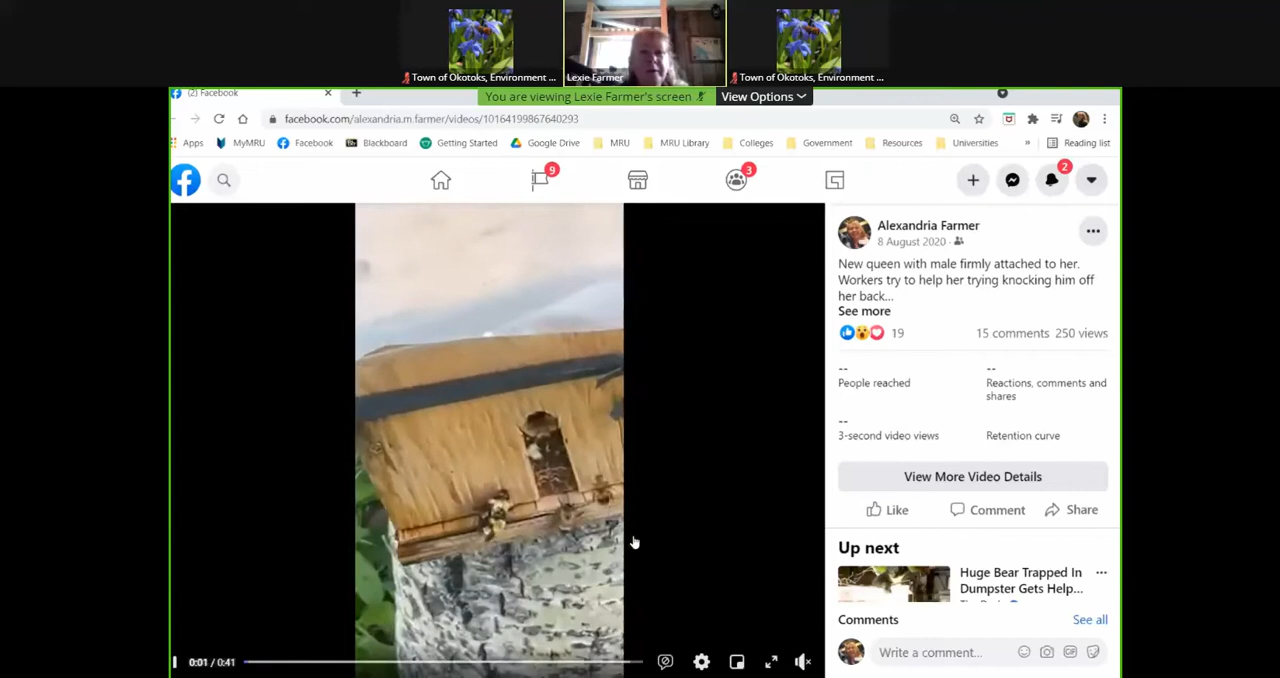 Town of Okotoks, Environment ...
Lexie Farmer
Town of Okotoks, Environment ...
(2) Facebook
You are viewing Lexie Farmer's screen
View Options
facebook.com/alexandria.m.farmer/videos/10164199867640293
Apps
MyMRU
Facebook
Blackboard
Getting Started
Google Drive
MRU
MRU Library
Colleges
Government
Resources
Universities
»
Reading list
9
3
2
Alexandria Farmer
8 August 2020 ·
New queen with male firmly attached to her.
Workers try to help her trying knocking him off
her back...
See more
19
15 comments 250 views
--
People reached
--
Reactions, comments and
shares
--
3-second video views
Retention curve
View More Video Details
Like
Comment
Share
Up next
Huge Bear Trapped In
Dumpster Gets Help...
Comments
See all
Write a comment...
GIF
0:01 / 0:41